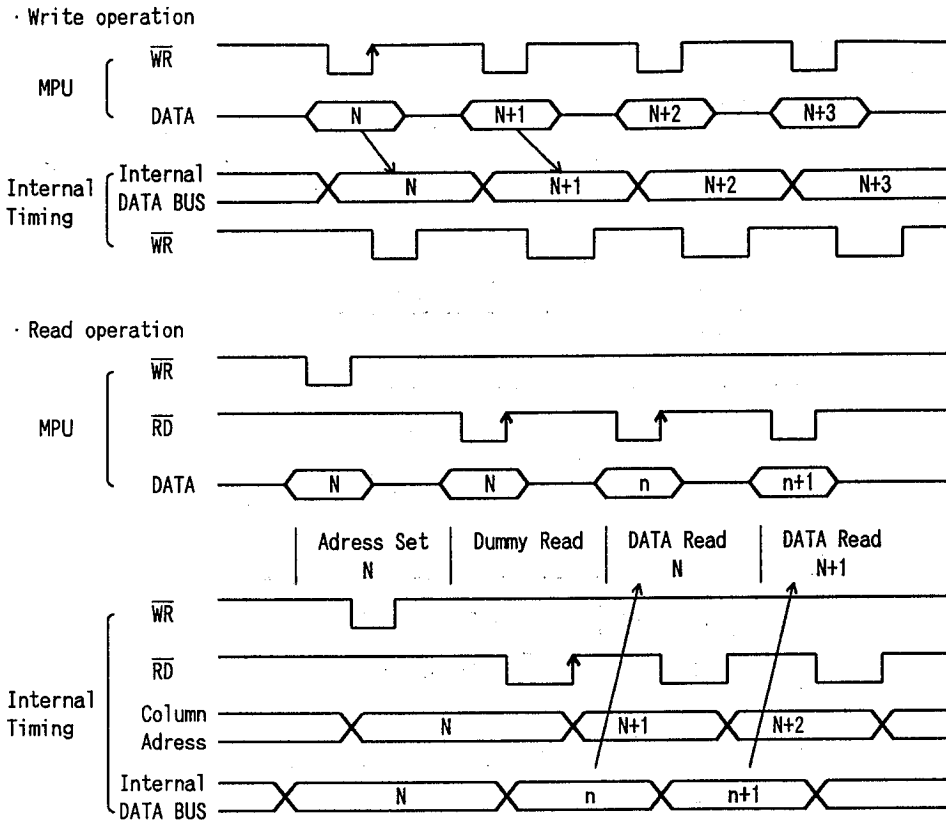 · Write operation
WR
MPU
DATA N N+1 N+2 N+3
Internal Timing
Internal DATA BUS N N+1 N+2 N+3
WR
· Read operation
WR
MPU
RD
DATA N N n n+1
Adress Set N
Dummy Read
DATA Read N
DATA Read N+1
WR
RD
Internal Timing
Column Adress N N+1 N+2
Internal DATA BUS N n n+1